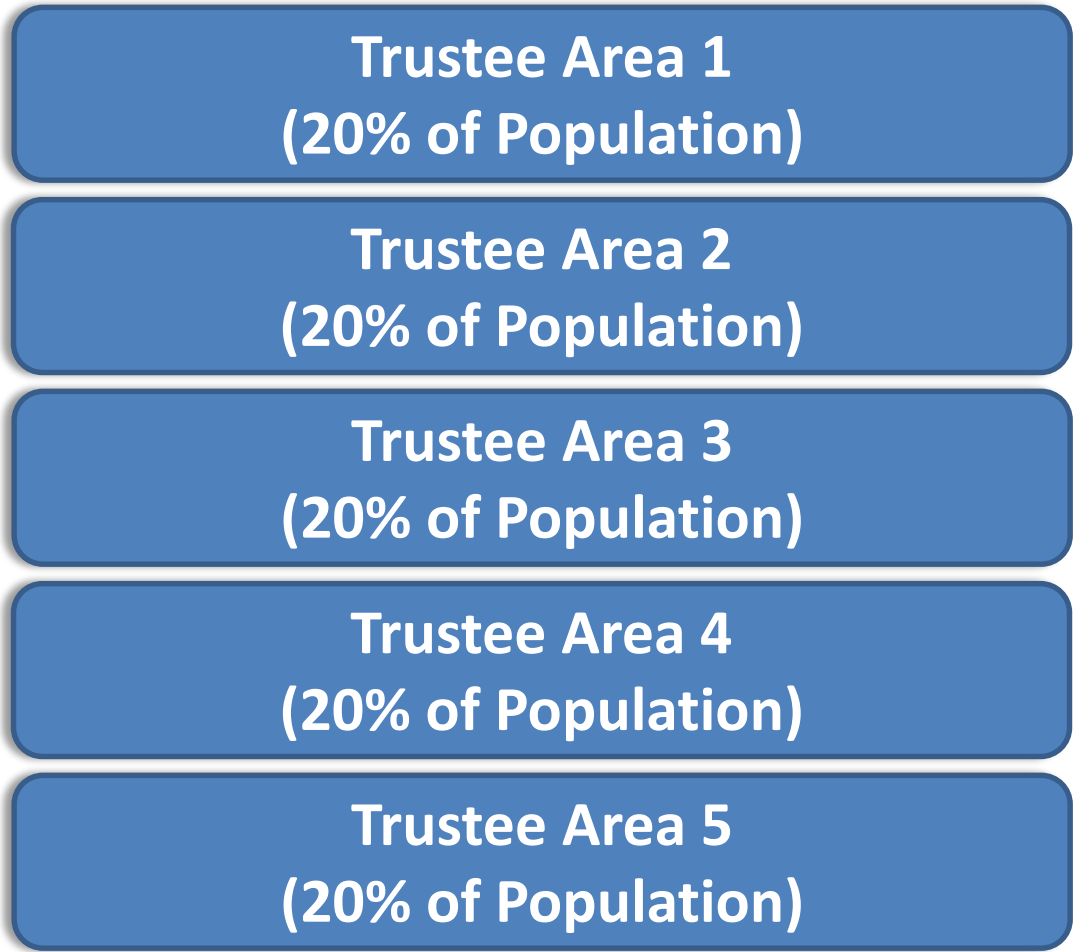 Trustee Area 1
(20% of Population)
Trustee Area 2
(20% of Population)
Trustee Area 3
(20% of Population)
Trustee Area 4
(20% of Population)
Trustee Area 5
(20% of Population)